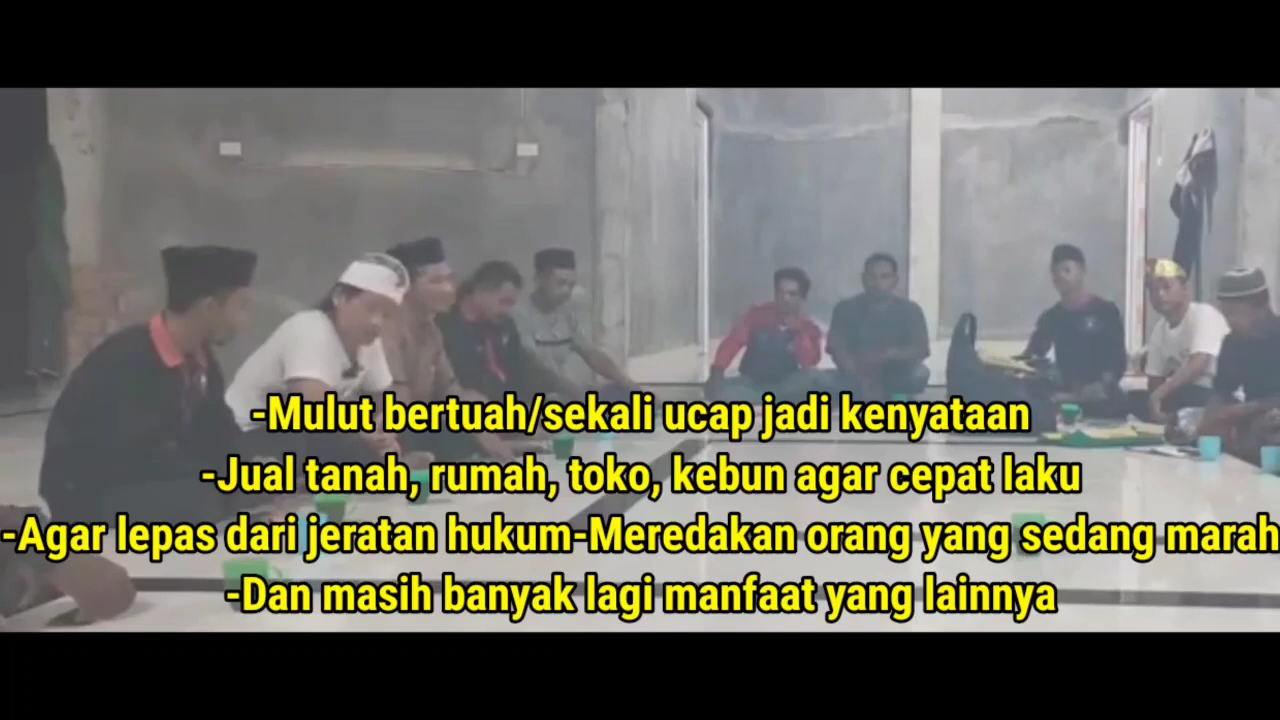 -Mulut bertuah/sekali ucap jadi kenyataan
-Jual tanah, rumah, toko, kebun agar cepat laku
-Agar lepas dari jeratan hukum-Meredakan orang yang sedang marah
-Dan masih banyak lagi manfaat yang lainnya